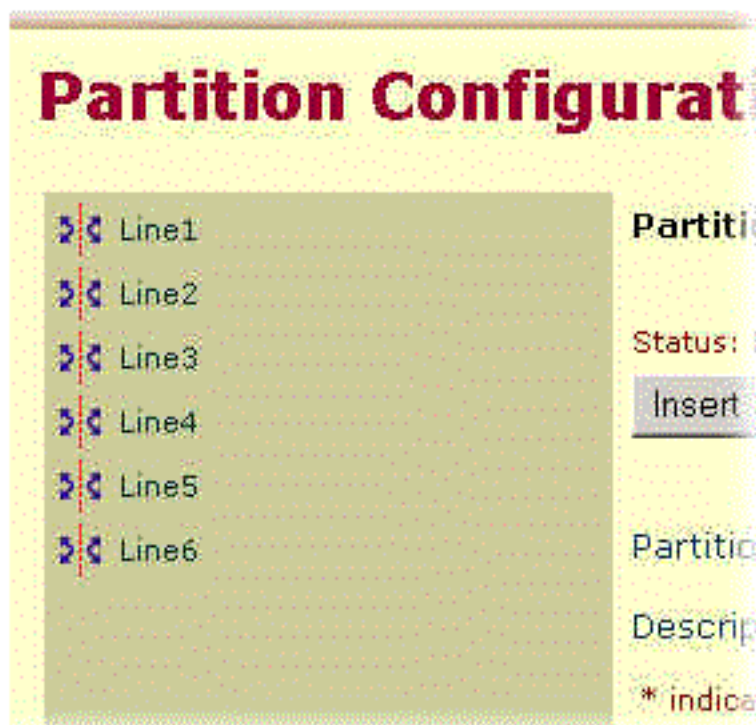 Partition Configurat
Line1
Line2
Line3
Line4
Line5
Line6
Partiti
Status:
Insert
Partitio
Descrip
* indica